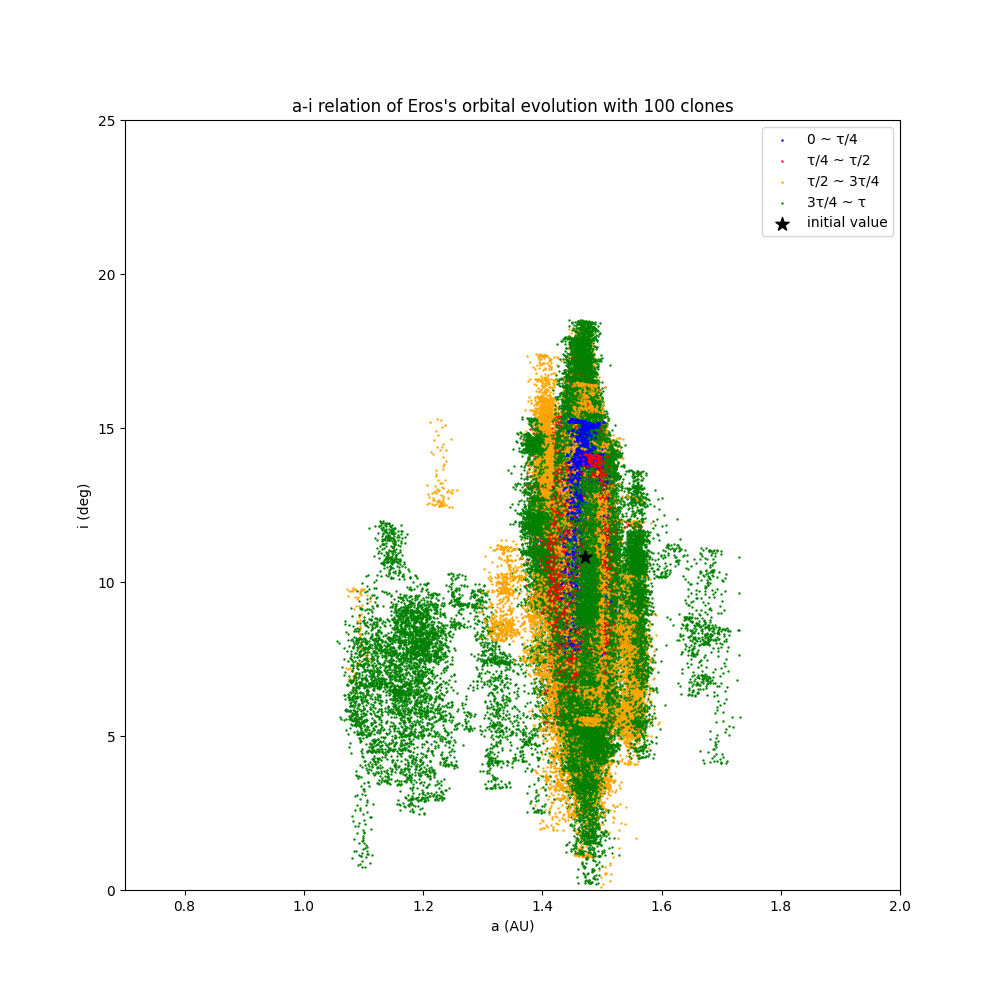 a-i relation of Eros's orbital evolution with 100 clones
25
20
15
10
5
0
i (deg)
0 ~ τ/4
τ/4 ~ τ/2
τ/2 ~ 3τ/4
3τ/4 ~ τ
initial value
0.8 1.0 1.2 1.4 1.6 1.8 2.0
a (AU)